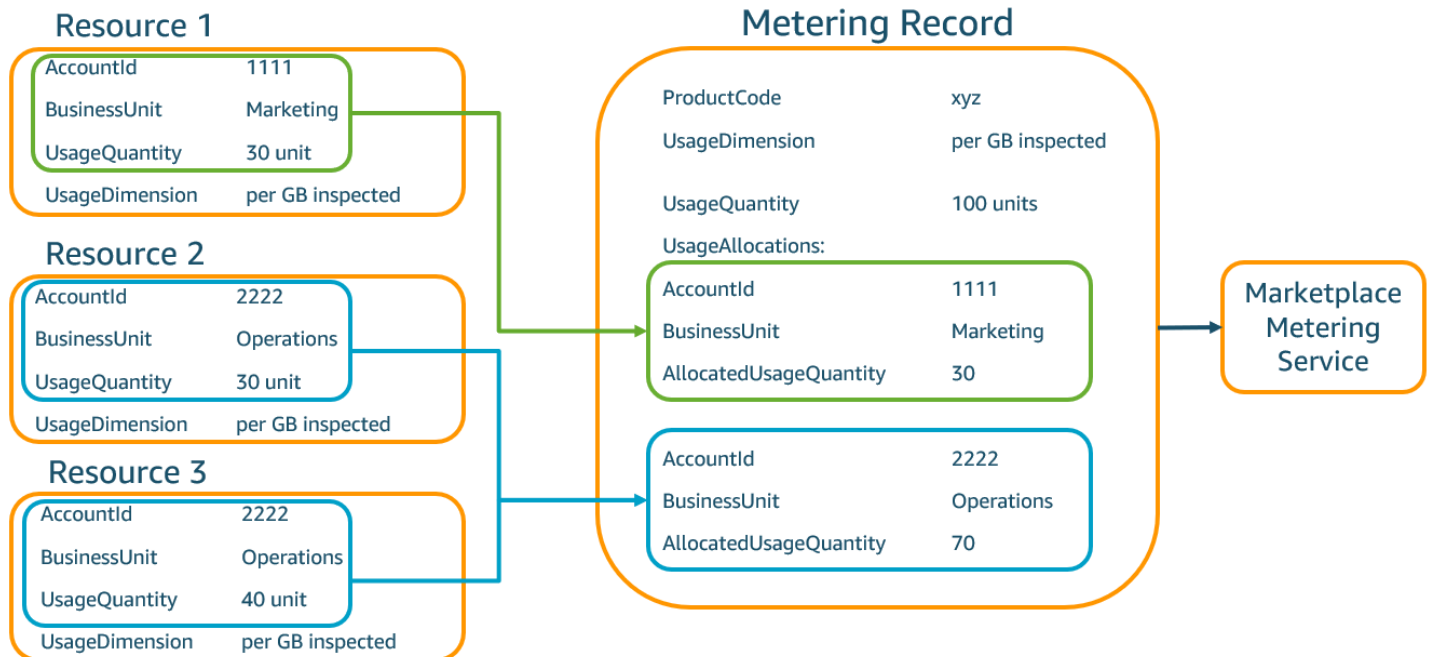 Resource 1
AccountId 1111
BusinessUnit Marketing
UsageQuantity 30 unit
UsageDimension per GB inspected
Resource 2
AccountId 2222
BusinessUnit Operations
UsageQuantity 30 unit
UsageDimension per GB inspected
Resource 3
AccountId 2222
BusinessUnit Operations
UsageQuantity 40 unit
UsageDimension per GB inspected
Metering Record
ProductCode xyz
UsageDimension per GB inspected
UsageQuantity 100 units
UsageAllocations:
AccountId 1111
BusinessUnit Marketing
AllocatedUsageQuantity 30
AccountId 2222
BusinessUnit Operations
AllocatedUsageQuantity 70
Marketplace
Metering
Service